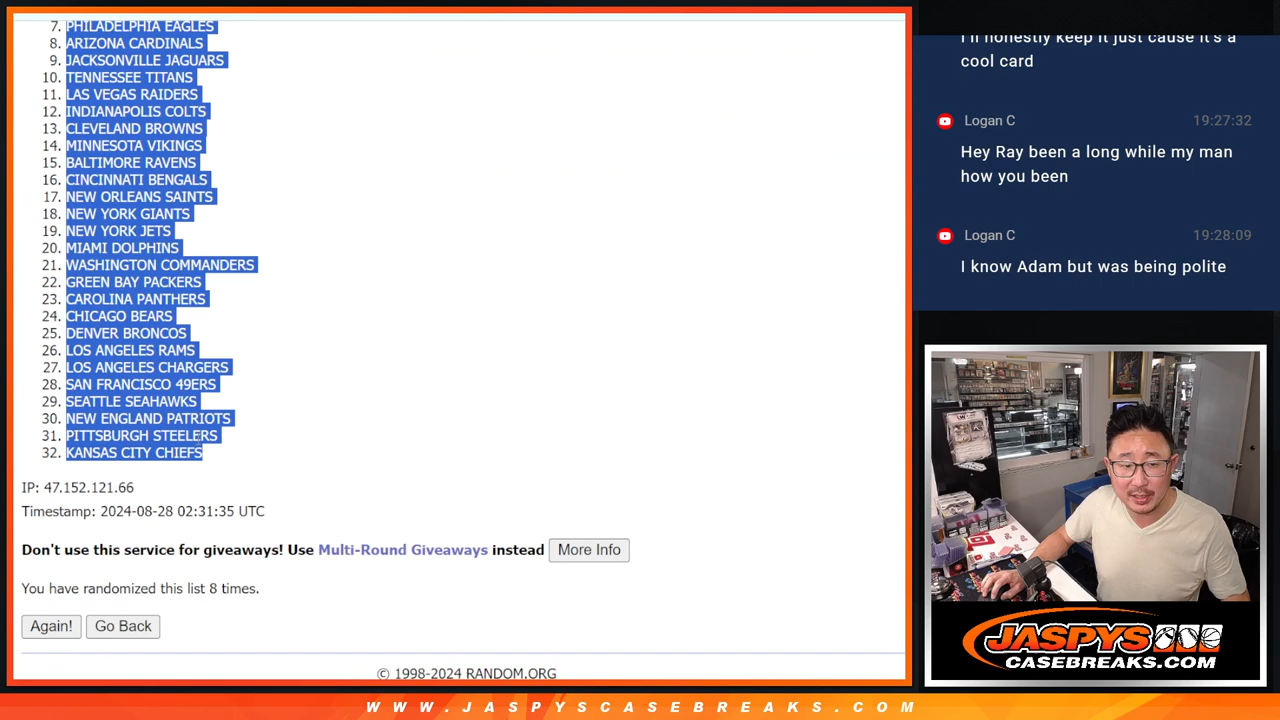 7. PHILADELPHIA EAGLES
8. ARIZONA CARDINALS
9. JACKSONVILLE JAGUARS
10. TENNESSEE TITANS
11. LAS VEGAS RAIDERS
12. INDIANAPOLIS COLTS
13. CLEVELAND BROWNS
14. MINNESOTA VIKINGS
15. BALTIMORE RAVENS
16. CINCINNATI BENGALS
17. NEW ORLEANS SAINTS
18. NEW YORK GIANTS
19. NEW YORK JETS
20. MIAMI DOLPHINS
21. WASHINGTON COMMANDERS
22. GREEN BAY PACKERS
23. CAROLINA PANTHERS
24. CHICAGO BEARS
25. DENVER BRONCOS
26. LOS ANGELES RAMS
27. LOS ANGELES CHARGERS
28. SAN FRANCISCO 49ERS
29. SEATTLE SEAHAWKS
30. NEW ENGLAND PATRIOTS
31. PITTSBURGH STEELERS
32. KANSAS CITY CHIEFS
IP: 47.152.121.66
Timestamp: 2024-08-28 02:31:35 UTC
Don't use this service for giveaways! Use Multi-Round Giveaways instead More Info
You have randomized this list 8 times.
Again! Go Back
© 1998-2024 RANDOM.ORG
I'll honestly keep it just cause it's a
cool card
Logan C 19:27:32
Hey Ray been a long while my man
how you been
Logan C 19:28:09
I know Adam but was being polite
JASPYS
CASEBREAKS.COM
WWW.JASPYSCASEBREAKS.COM